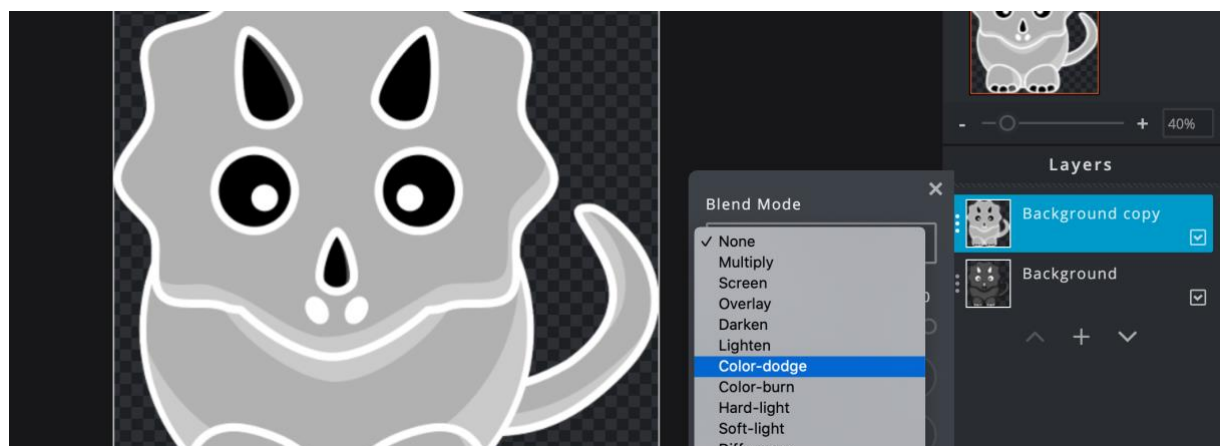 - + 40%
Layers
Blend Mode
Background copy
✓ None
Multiply
Screen
Overlay
Darken
Lighten
Color-dodge
Color-burn
Hard-light
Soft-light
Background